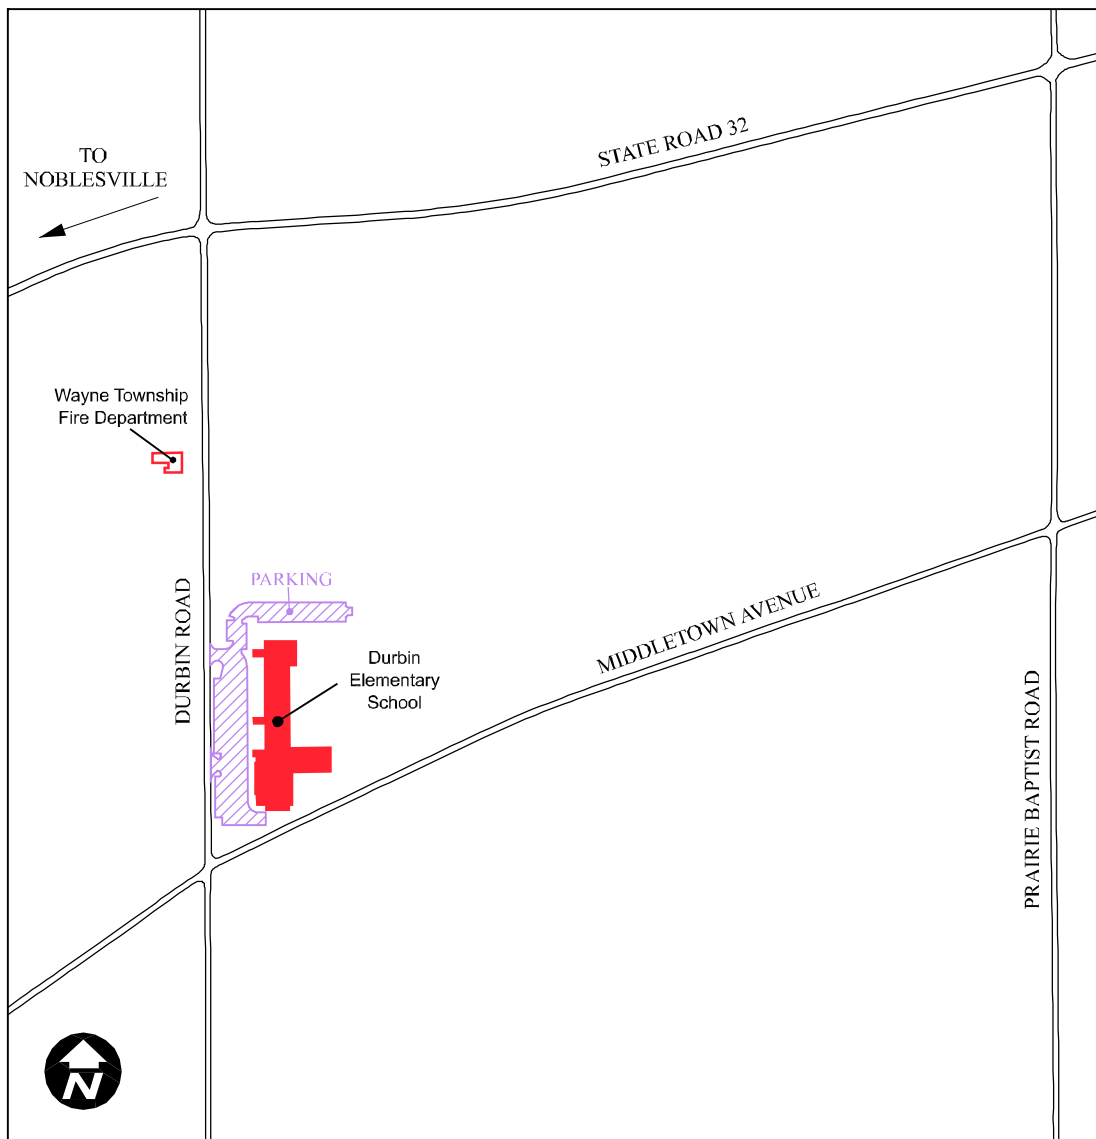 STATE ROAD 32
TO
NOBLESVILLE
Wayne Township
Fire Department
PARKING
DURBIN ROAD
MIDDLETOWN AVENUE
Durbin
Elementary
School
PRAIRIE BAPTIST ROAD
N